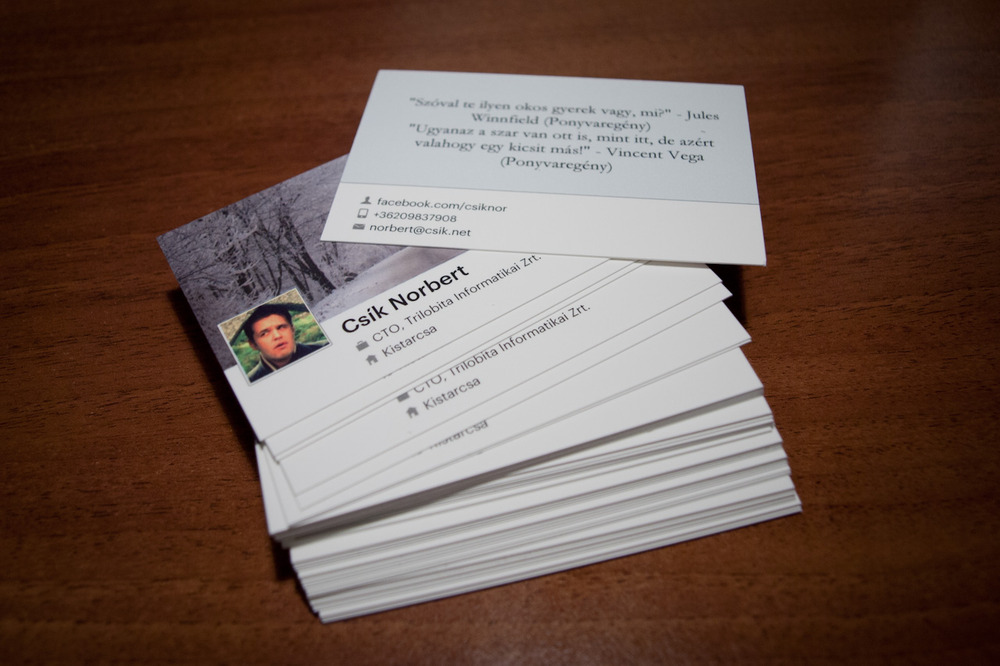 "Szóval te ilyen okos gyerek vagy, mi?" - Jules
Winnfield (Ponyvaregény)
"Ugyanaz a szar van ott is, mint itt, de azért
valahogy egy kicsit más!" - Vincent Vega
(Ponyvaregény)
facebook.com/csiknor
+36209837908
norbert@csik.net
Csik Norbert
CTO, Trilobita Informatikai Zrt.
Kistarcsa
CTO, Trilobita Informatikai Zrt.
Kistarcsa
Kistarcsa